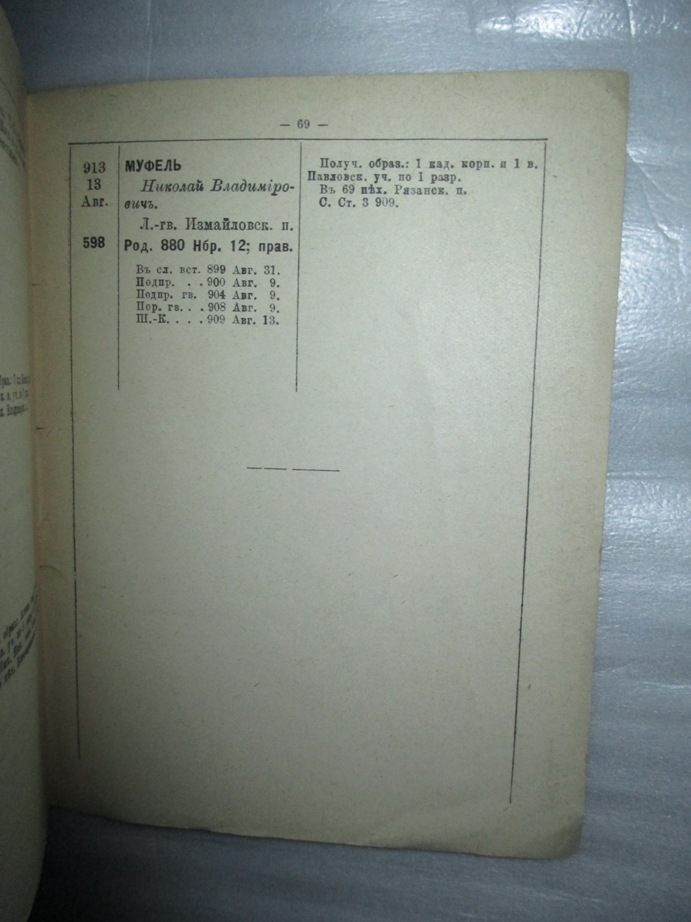 — 69 —
913
13
Авг.
598
МУФЕЛЬ
Николай Владиміро-
вичъ.
Л.-гв. Измайловск. п.
Род. 880 Нбр. 12; прав.
Въ сл. вст. 899 Авг. 31.
Подпр. . . 900 Авг. 9.
Подпр. гв. 904 Авг. 9.
Пор. гв. . . 908 Авг. 9.
Ш.-К. . . . 909 Авг. 13.
Получ. образ.: 1 кад. корп. и 1 в.
Павловск. уч. по 1 разр.
Въ 69 пѣх. Рязанск. п.
С. Ст. 3 909.